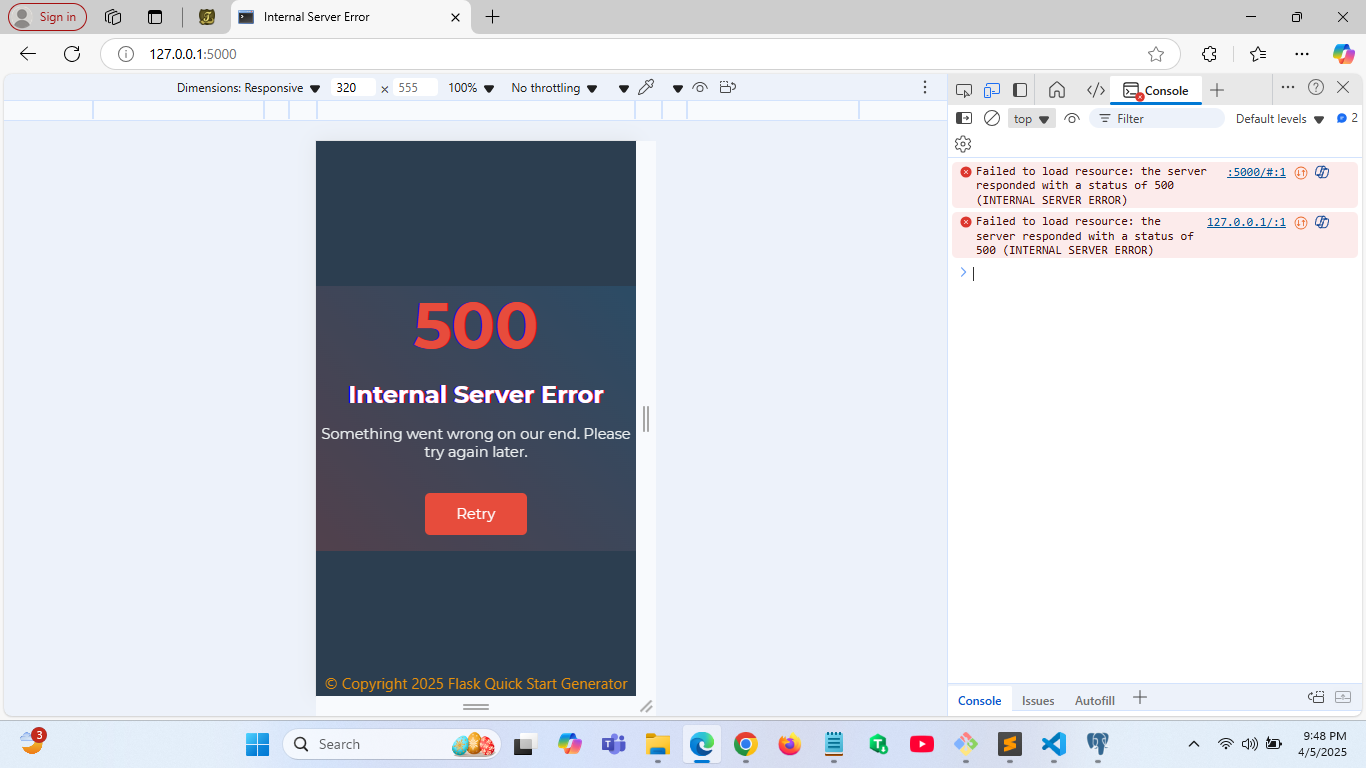 Sign in
Internal Server Error
127.0.0.1:5000
Dimensions: Responsive
320
×
555
100%
No throttling
Console
top
Filter
Default levels
2
Failed to load resource: the server
:5000/#:1
responded with a status of 500
(INTERNAL SERVER ERROR)
Failed to load resource: the
127.0.0.1/:1
server responded with a status of
500 (INTERNAL SERVER ERROR)
500
Internal Server Error
Something went wrong on our end. Please
try again later.
Retry
© Copyright 2025 Flask Quick Start Generator
Console
Issues
Autofill
3
Search
9:48 PM
4/5/2025